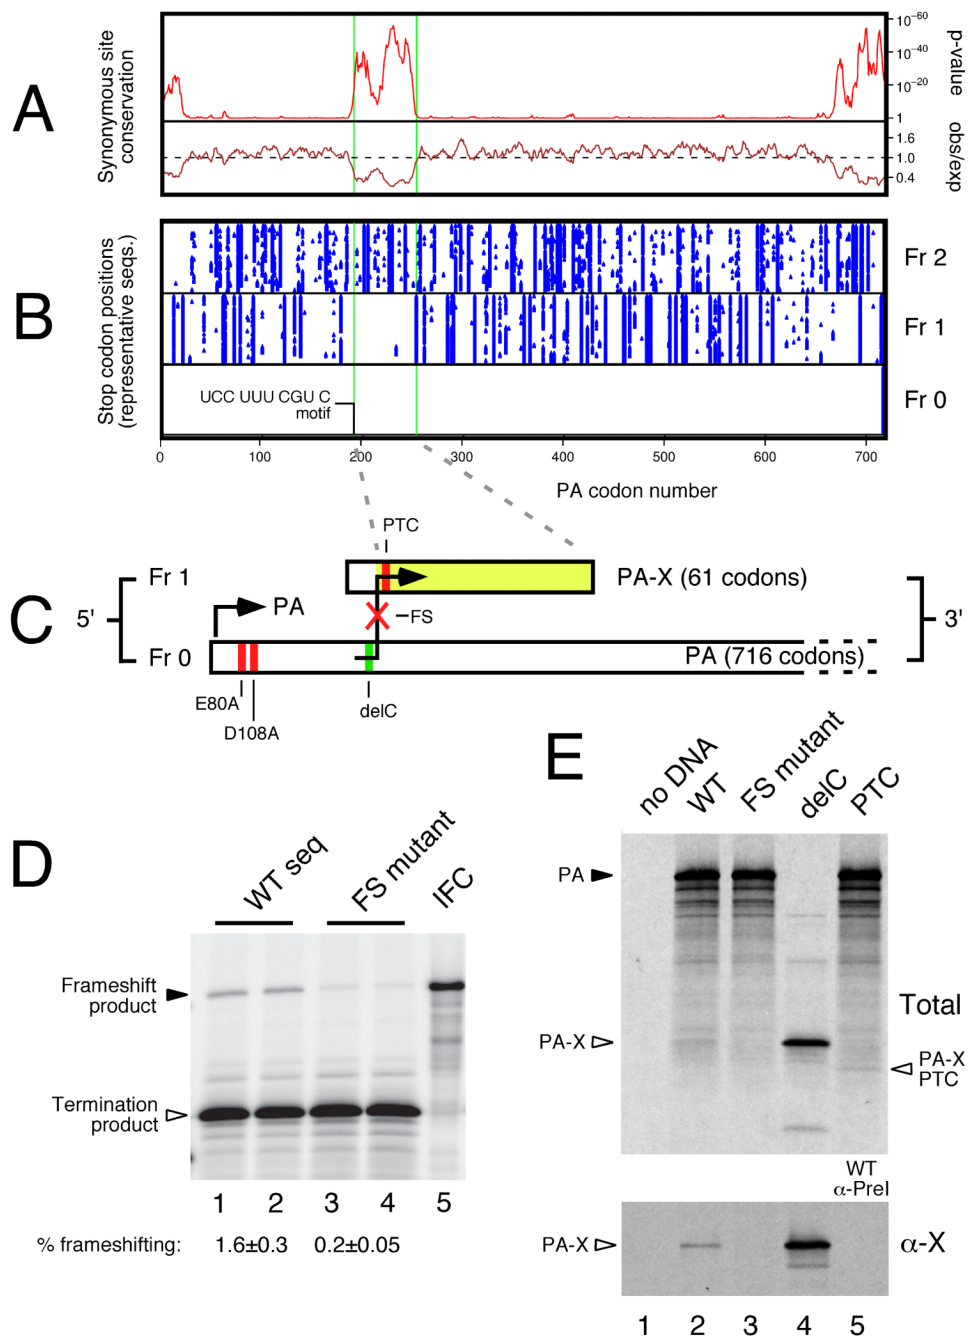 A
Synonymous site
conservation
10⁻⁶⁰
10⁻⁴⁰
10⁻²⁰
1
p-value
1.6
1.0
0.4
obs/exp
B
Stop codon positions
(representative seqs.)
Fr 2
Fr 1
Fr 0
UCC UUU CGU C
motif
0
100
200
300
400
500
600
700
PA codon number
C
5'
Fr 1
Fr 0
PTC
PA-X (61 codons)
PA
FS
PA (716 codons)
3'
E80A
D108A
delC
D
WT seq
FS mutant
IFC
Frameshift
product
Termination
product
1 2 3 4 5
% frameshifting: 1.6±0.3 0.2±0.05
E
no DNA
WT
FS mutant
delC
PTC
PA
Total
PA-X
PA-X
PTC
WT
α-PreI
PA-X
α-X
1 2 3 4 5